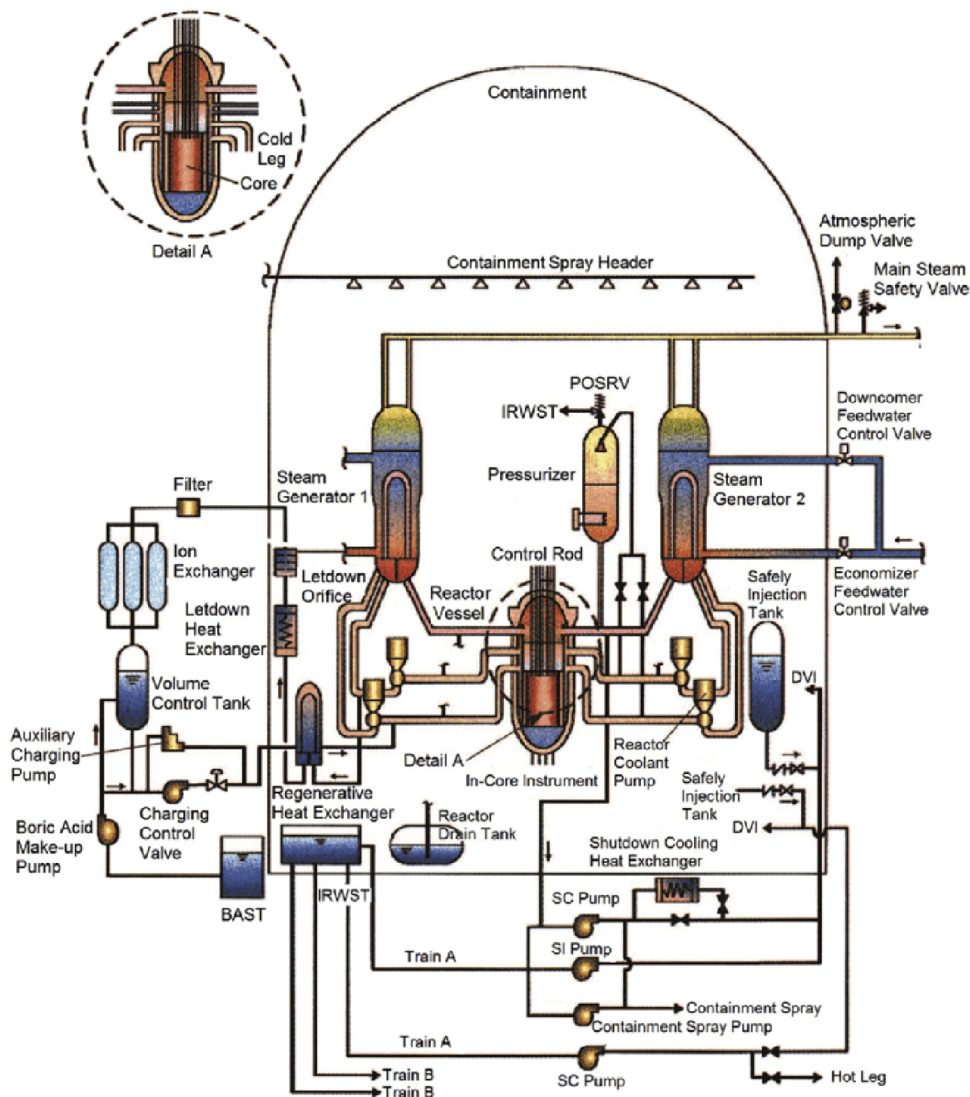 Containment
Cold
Leg
Core
Detail A
Atmospheric
Dump Valve
Main Steam
Safety Valve
Containment Spray Header
POSRV
IRWST
Downcomer
Feedwater
Control Valve
Pressurizer
Steam
Generator 1
Steam
Generator 2
Filter
Ion
Exchanger
Letdown
Orifice
Control Rod
Reactor
Vessel
Safely
Injection
Tank
Economizer
Feedwater
Control Valve
Letdown
Heat
Exchanger
Volume
Control Tank
DVI
Auxiliary
Charging
Pump
Detail A
In-Core Instrument
Reactor
Coolant
Pump
Regenerative
Heat Exchanger
Safely
Injection
Tank
DVI
Charging
Control
Valve
Boric Acid
Make-up
Pump
Reactor
Drain Tank
Shutdown Cooling
Heat Exchanger
BAST
IRWST
SC Pump
SI Pump
Train A
Containment Spray
Containment Spray Pump
Train A
SC Pump
Hot Leg
Train B
Train B